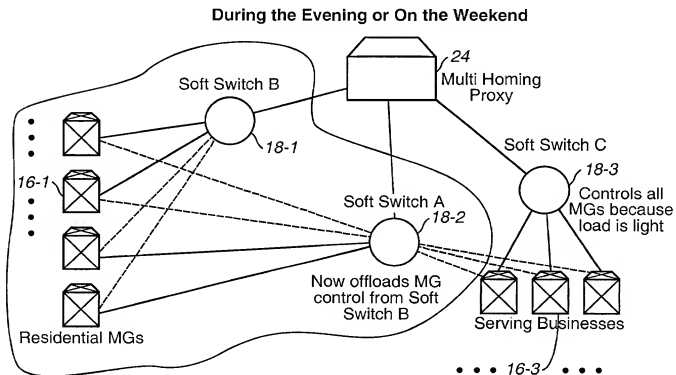 During the Evening or On the Weekend
24
Multi Homing
Proxy
Soft Switch B
18-1
16-1
Soft Switch C
18-3
Controls all
MGs because
load is light
Soft Switch A
18-2
Now offloads MG
control from Soft
Switch B
Residential MGs
Serving Businesses
16-3